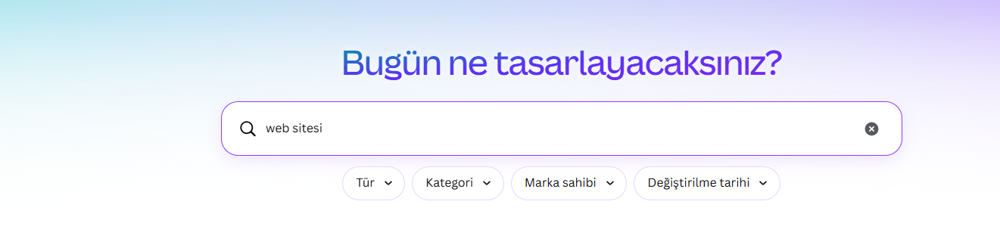 Bugün ne tasarlayacaksınız?
web sitesi
Tür Kategori Marka sahibi Değiştirilme tarihi